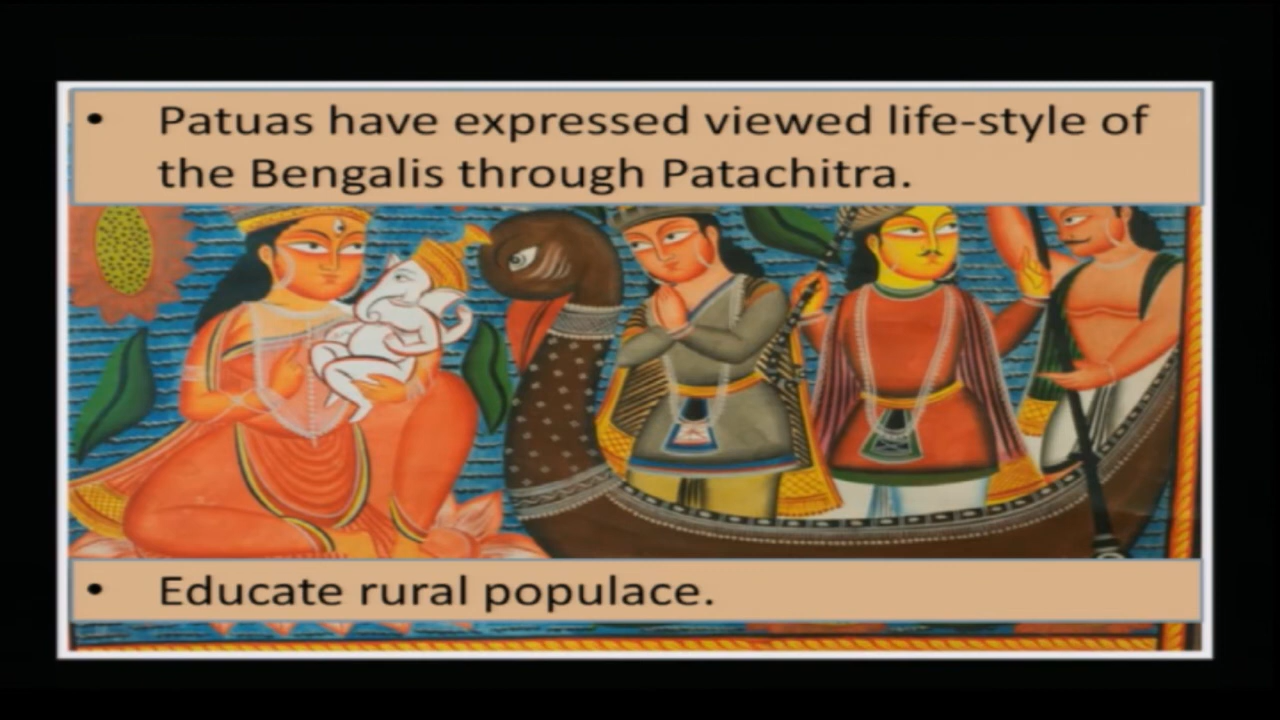 • Patuas have expressed viewed life-style of
the Bengalis through Patachitra.
• Educate rural populace.